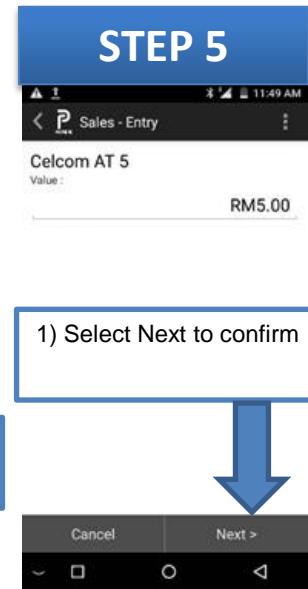 STEP 5
11:49 AM
Sales - Entry
Celcom AT 5
Value :
RM5.00
1) Select Next to confirm
Cancel Next >